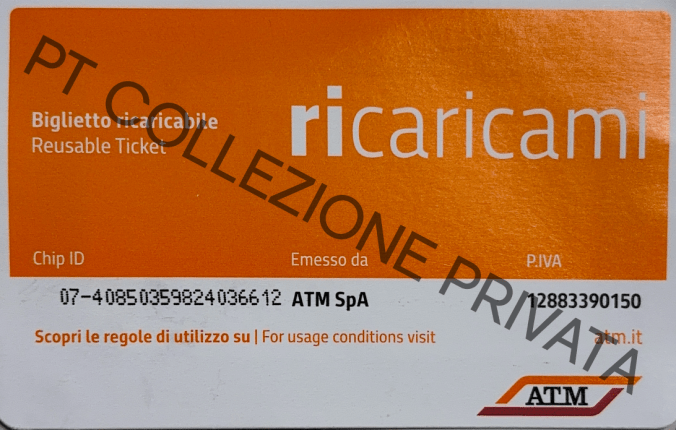 PT COLLEZIONE PRIVATA
Biglietto ricaricabile
Reusable Ticket
ricaricami
Chip ID
Emesso da
P.IVA
07-40850359824036612
ATM SpA
12883390150
Scopri le regole di utilizzo su | For usage conditions visit
atm.it
ATM